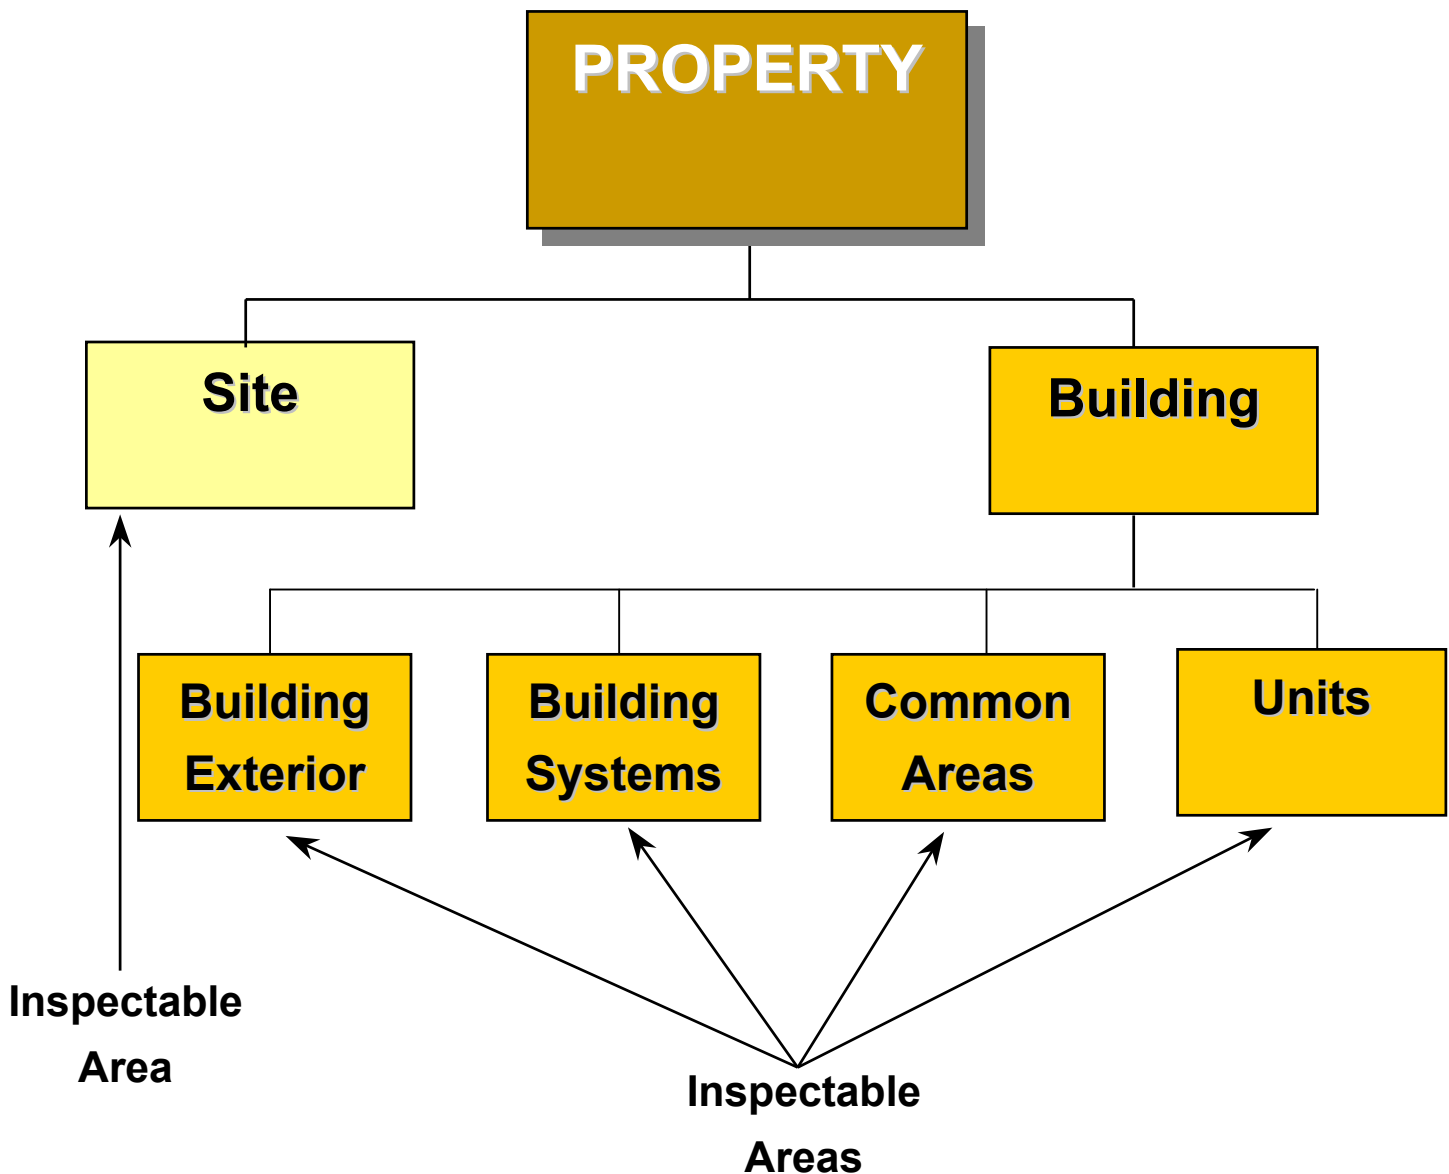 PROPERTY
Site
Building
Building
Exterior
Building
Systems
Common
Areas
Units
Inspectable
Area
Inspectable
Areas